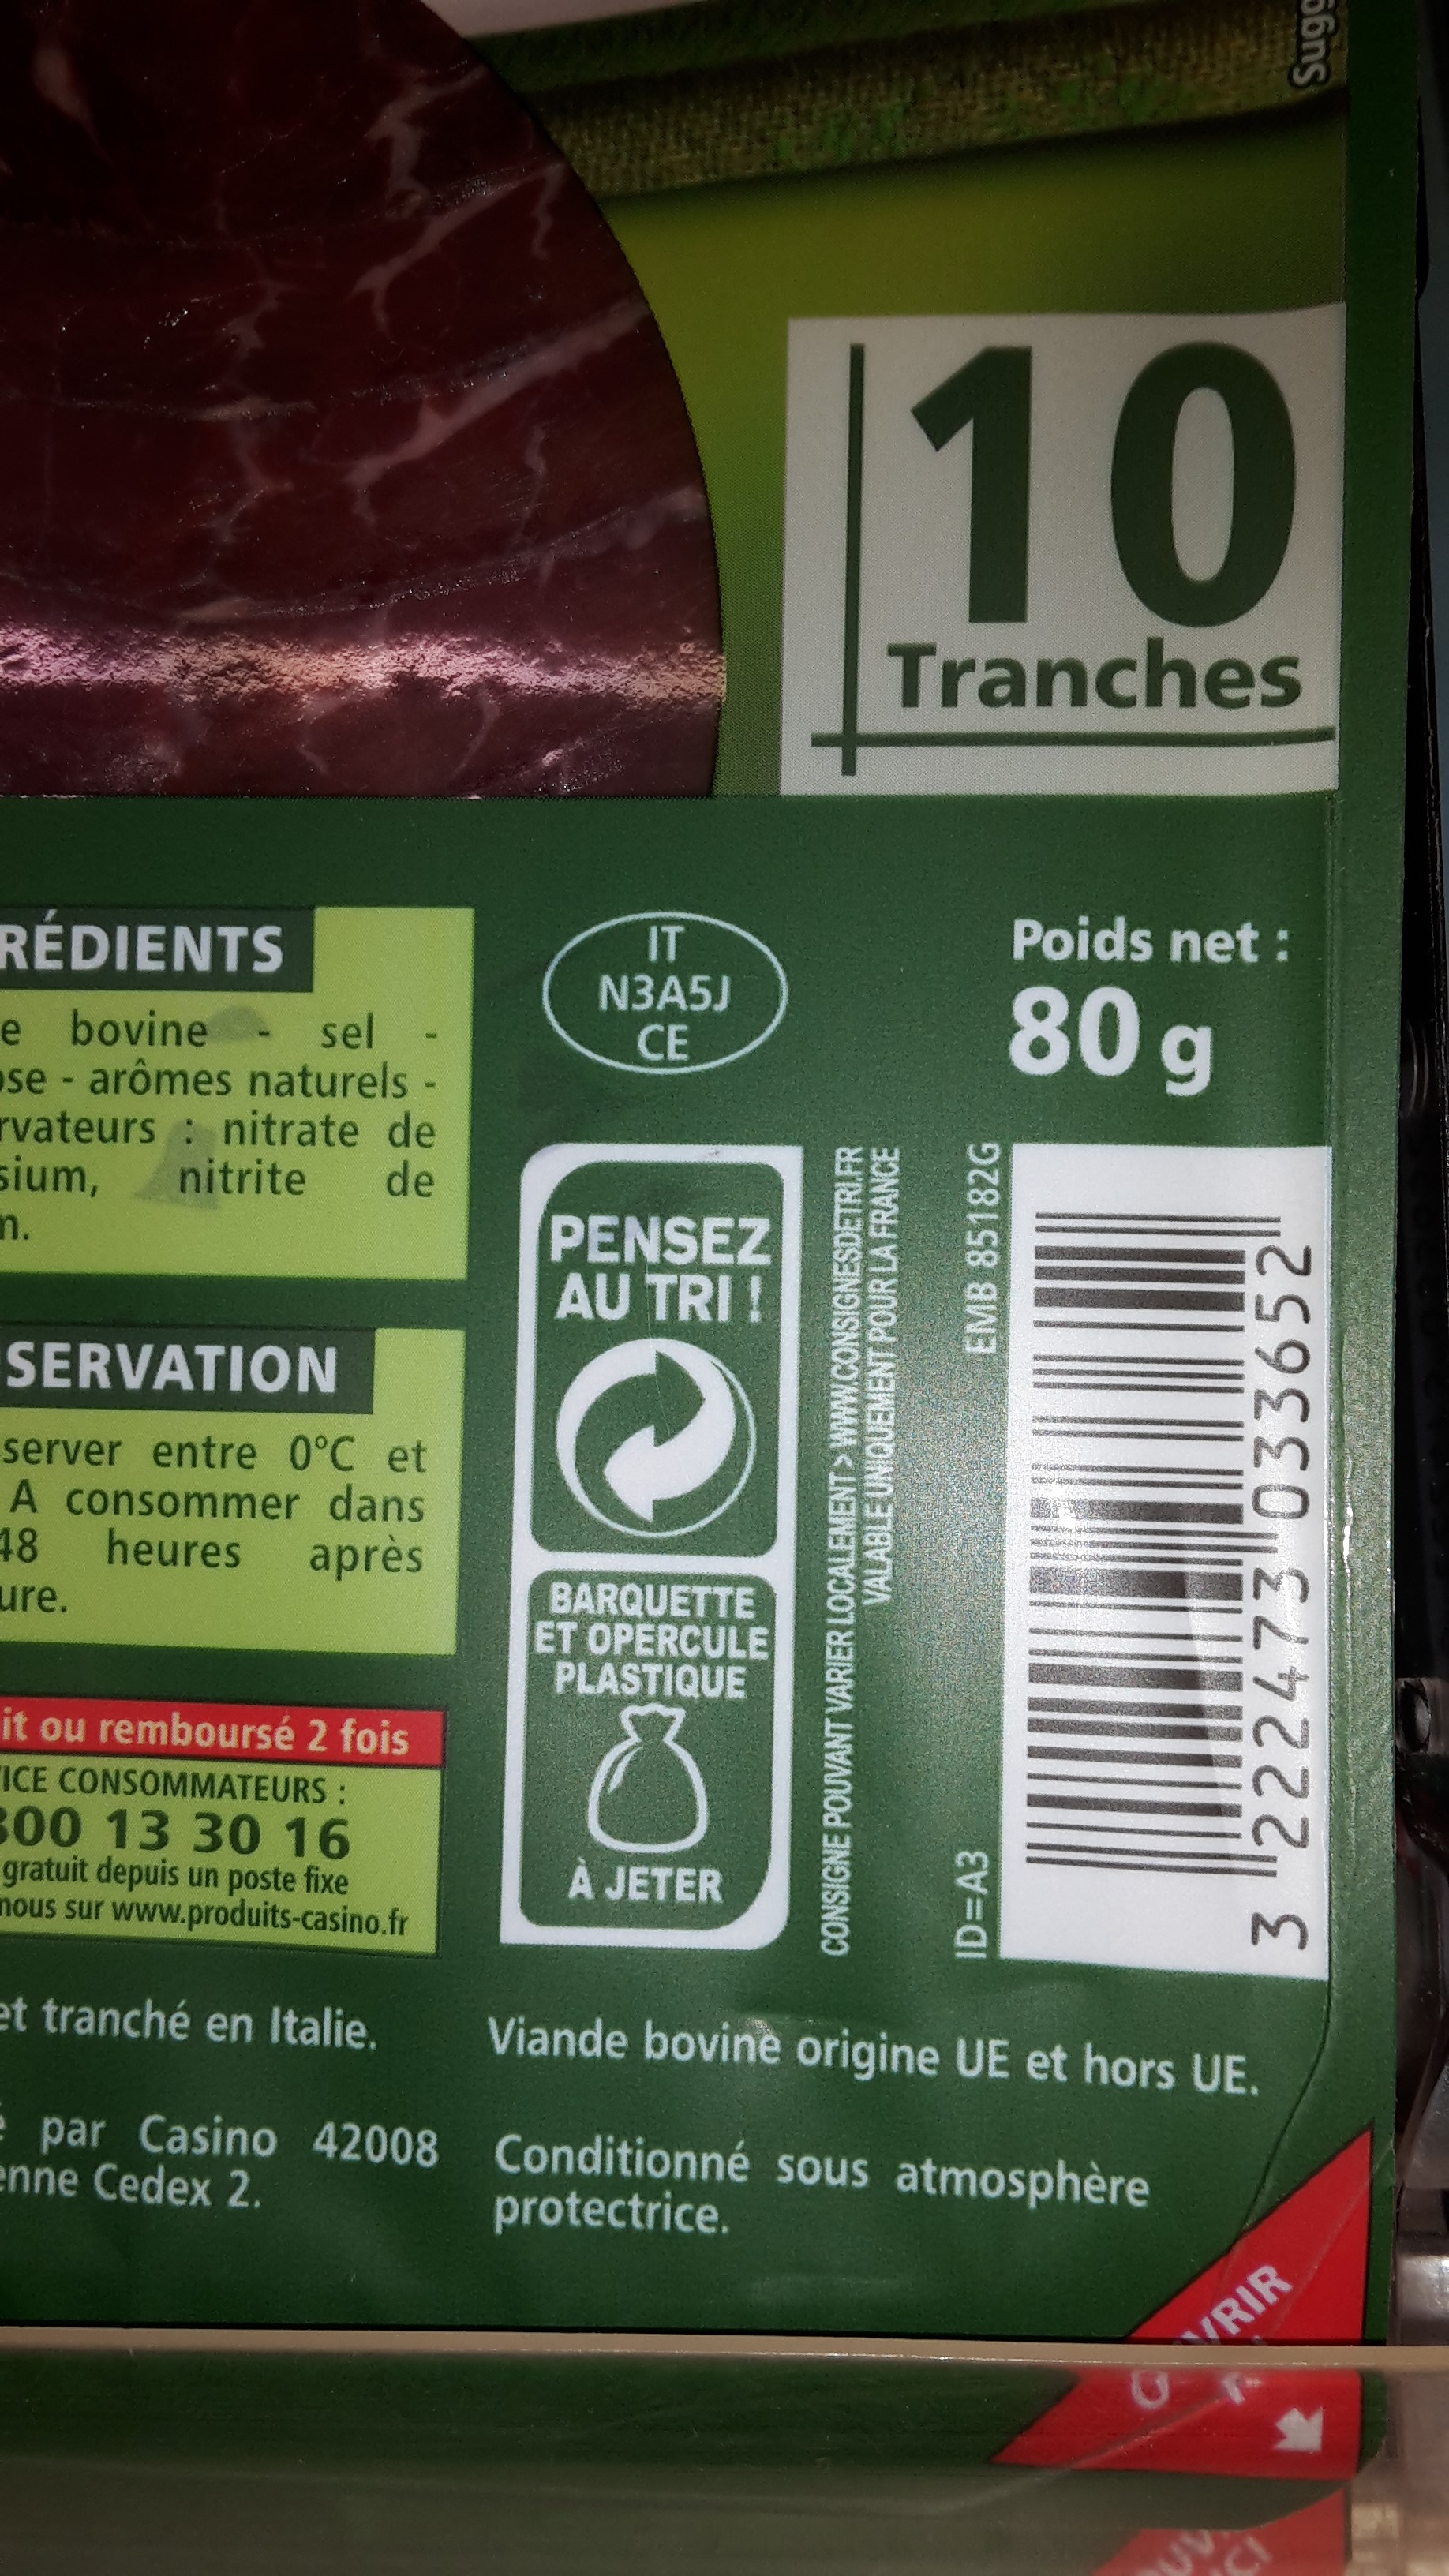 Sugg
10
Tranches
RÉDIENTS
e bovine - sel -
ose - arômes naturels -
rvateurs : nitrate de
sium, nitrite de
n.
SERVATION
server entre 0°C et
A consommer dans
48 heures après
ure.
it ou remboursé 2 fois
ICE CONSOMMATEURS :
800 13 30 16
gratuit depuis un poste fixe
nous sur www.produits-casino.fr
et tranché en Italie.
é par Casino 42008
enne Cedex 2.
IT
N3A5J
CE
PENSEZ
AU TRI !
BARQUETTE
ET OPERCULE
PLASTIQUE
À JETER
CONSIGNE POUVANT VARIER LOCALEMENT > WWW.CONSIGNESDETRI.FR
VALABLE UNIQUEMENT POUR LA FRANCE
Poids net :
80 g
EMB 85182G
ID=A3
3 222473 033652
Viande bovine origine UE et hors UE.
Conditionné sous atmosphère
protectrice.